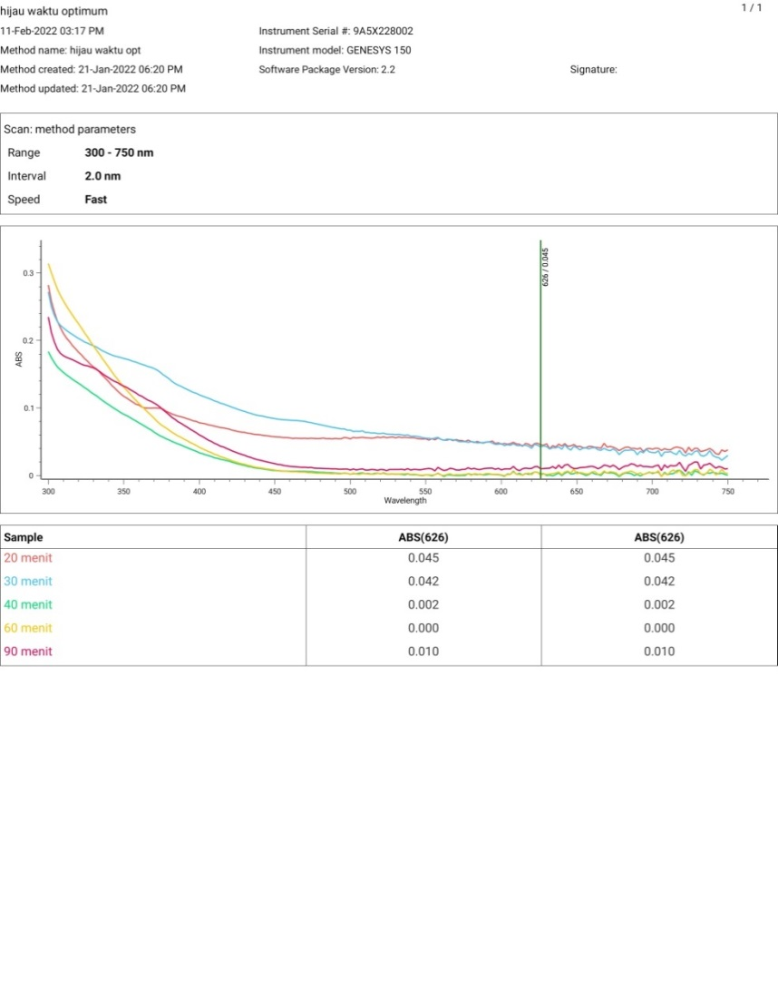 hijau waktu optimum 1 / 1
11-Feb-2022 03:17 PM Instrument Serial #: 9A5X228002
Method name: hijau waktu opt Instrument model: GENESYS 150
Method created: 21-Jan-2022 06:20 PM Software Package Version: 2.2 Signature:
Method updated: 21-Jan-2022 06:20 PM
Scan: method parameters
Range 300 - 750 nm
Interval 2.0 nm
Speed Fast
626 / 0.045
0.3
0.2
ABS
0.1
0
300 350 400 450 500 550 600 650 700 750
Wavelength
Sample ABS(626) ABS(626)
20 menit 0.045 0.045
30 menit 0.042 0.042
40 menit 0.002 0.002
60 menit 0.000 0.000
90 menit 0.010 0.010